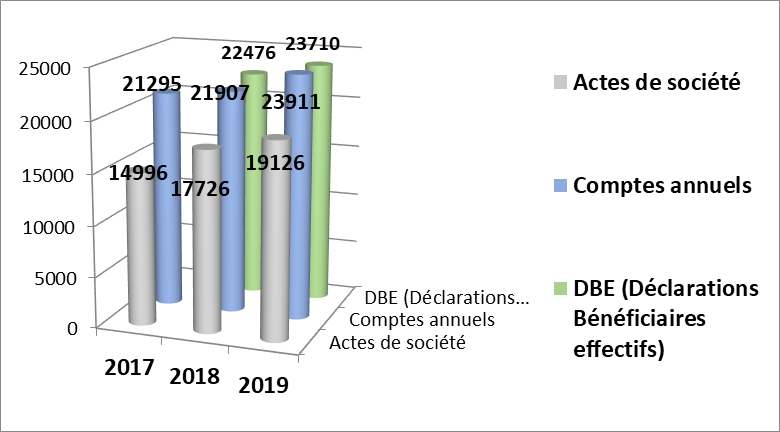 22476
23710
25000
21295
21907
23911
20000
14996
17726
19126
15000
10000
5000
0
2017
2018
2019
DBE (Déclarations...
Comptes annuels
Actes de société
Actes de société
Comptes annuels
DBE (Déclarations
Bénéficiaires
effectifs)